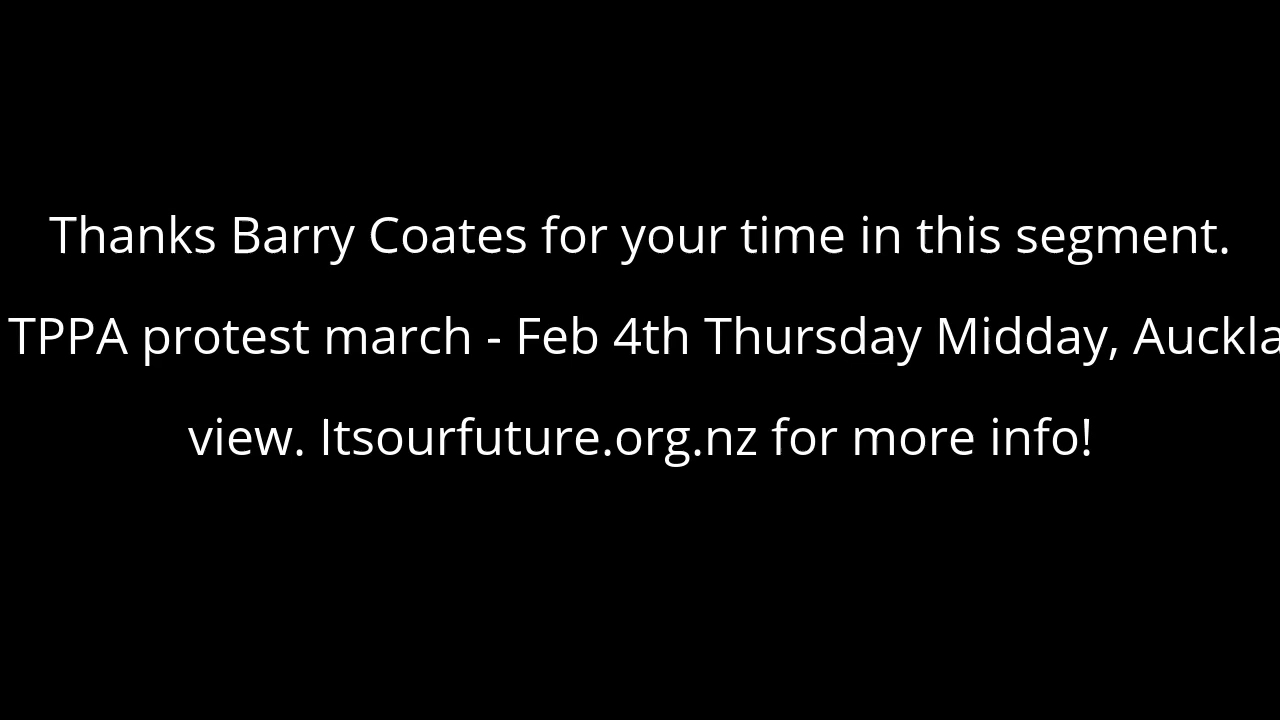 Thanks Barry Coates for your time in this segment.
TPPA protest march - Feb 4th Thursday Midday, Auckla
view. Itsourfuture.org.nz for more info!